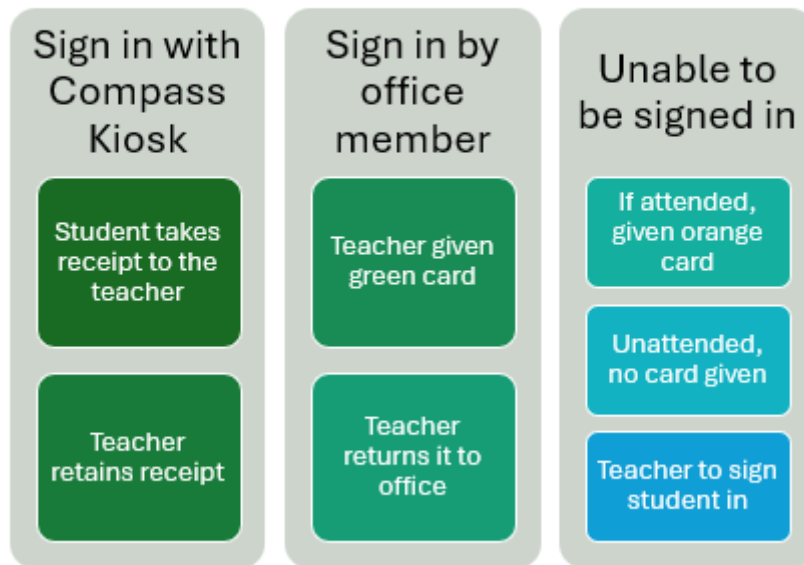 Sign in with
Compass
Kiosk
Student takes
receipt to the
teacher
Teacher
retains receipt
Sign in by
office
member
Teacher given
green card
Teacher
returns it to
office
Unable to
be signed in
If attended,
given orange
card
Unattended,
no card given
Teacher to sign
student in